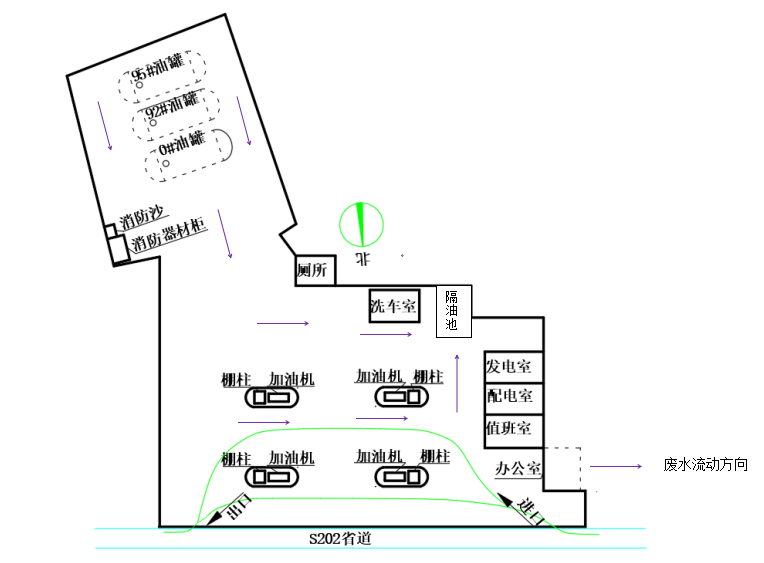 95#油罐
92#油罐
0#油罐
消防沙
消防器材柜
北
厕所
洗车室
隔油池
发电室
配电室
值班室
办公室
废水流动方向
棚柱 加油机
加油机 棚柱
棚柱 加油机
加油机 棚柱
出口
进口
S202省道